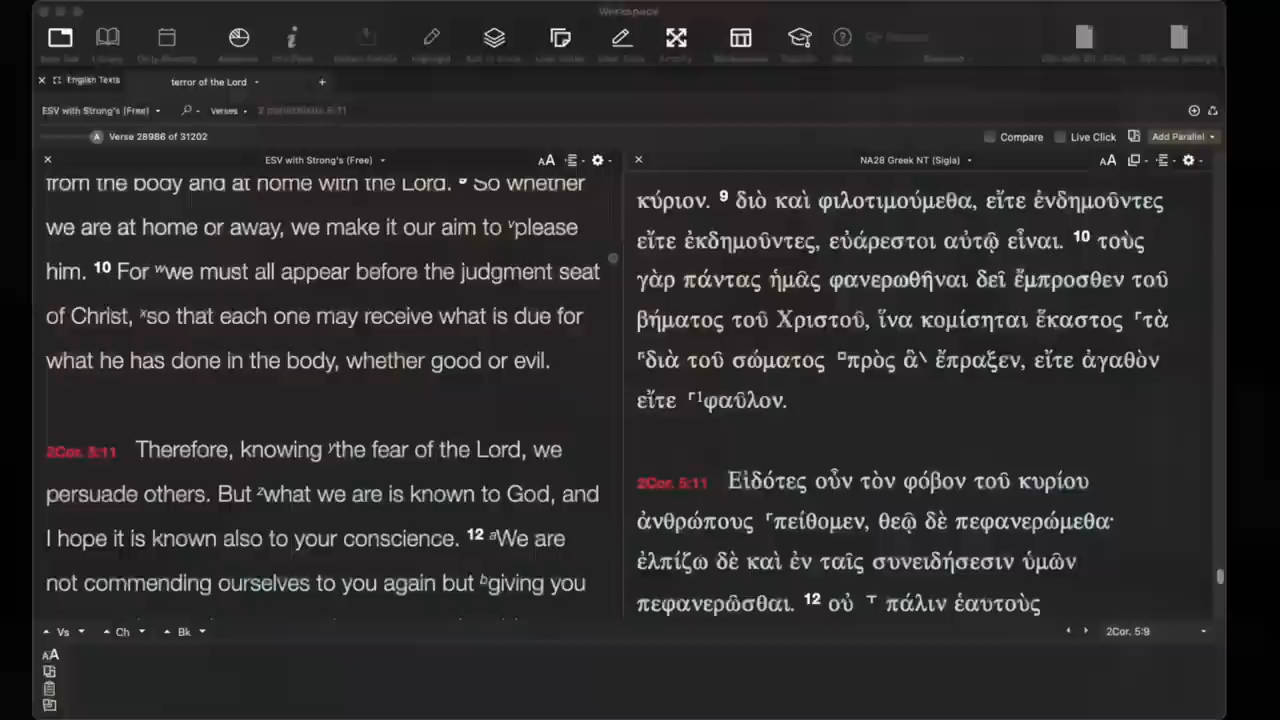 Workspace
English Texts
terror of the Lord
+
ESV with Strong's (Free)
Verses
2 corinthians 5:11
Verse 28986 of 31202
Compare
Live Click
Add Parallel
ESV with Strong's (Free)
from the body and at home with the Lord. 9 So whether
we are at home or away, we make it our aim to ᵛplease
him. 10 For ʷwe must all appear before the judgment seat
of Christ, ˣso that each one may receive what is due for
what he has done in the body, whether good or evil.
2Cor. 5:11 Therefore, knowing ʸthe fear of the Lord, we
persuade others. But ᶻwhat we are is known to God, and
I hope it is known also to your conscience. 12 ᵃWe are
not commending ourselves to you again but ᵇgiving you
NA28 Greek NT (Sigla)
κύριον. 9 διὸ καὶ φιλοτιμούμεθα, εἴτε ἐνδημοῦντες
εἴτε ἐκδημοῦντες, εὐάρεστοι αὐτῷ εἶναι. 10 τοὺς
γὰρ πάντας ἡμᾶς φανερωθῆναι δεῖ ἔμπροσθεν τοῦ
βήματος τοῦ Χριστοῦ, ἵνα κομίσηται ἕκαστος ⸀τὰ
⸂διὰ τοῦ σώματος ⸋πρὸς ἃ⸌ ἔπραξεν, εἴτε ἀγαθὸν
εἴτε ⸀¹φαῦλον.
2Cor. 5:11 Εἰδότες οὖν τὸν φόβον τοῦ κυρίου
ἀνθρώπους ⸀πείθομεν, θεῷ δὲ πεφανερώμεθα·
ἐλπίζω δὲ καὶ ἐν ταῖς συνειδήσεσιν ὑμῶν
πεφανερῶσθαι. 12 οὐ ⸆ πάλιν ἑαυτοὺς
Vs
Ch
Bk
2Cor. 5:9